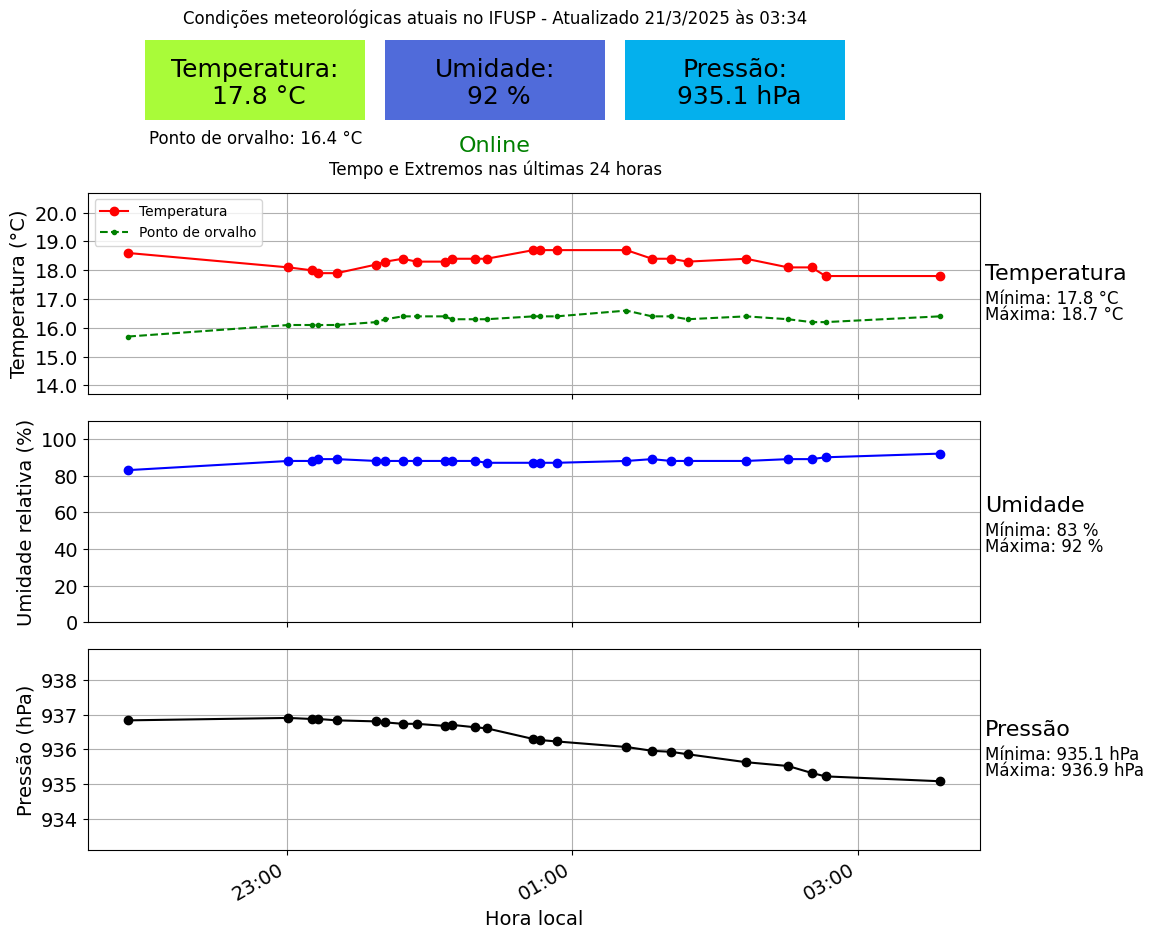 Condições meteorológicas atuais no IFUSP - Atualizado 21/3/2025 às 03:34
Temperatura:
17.8 °C
Umidade:
92 %
Pressão:
935.1 hPa
Ponto de orvalho: 16.4 °C
Online
Tempo e Extremos nas últimas 24 horas
Temperatura (°C)
20.0
19.0
18.0
17.0
16.0
15.0
14.0
Temperatura
Ponto de orvalho
Temperatura
Mínima: 17.8 °C
Máxima: 18.7 °C
Umidade relativa (%)
100
80
60
40
20
0
Umidade
Mínima: 83 %
Máxima: 92 %
Pressão (hPa)
938
937
936
935
934
Pressão
Mínima: 935.1 hPa
Máxima: 936.9 hPa
23:00
01:00
03:00
Hora local